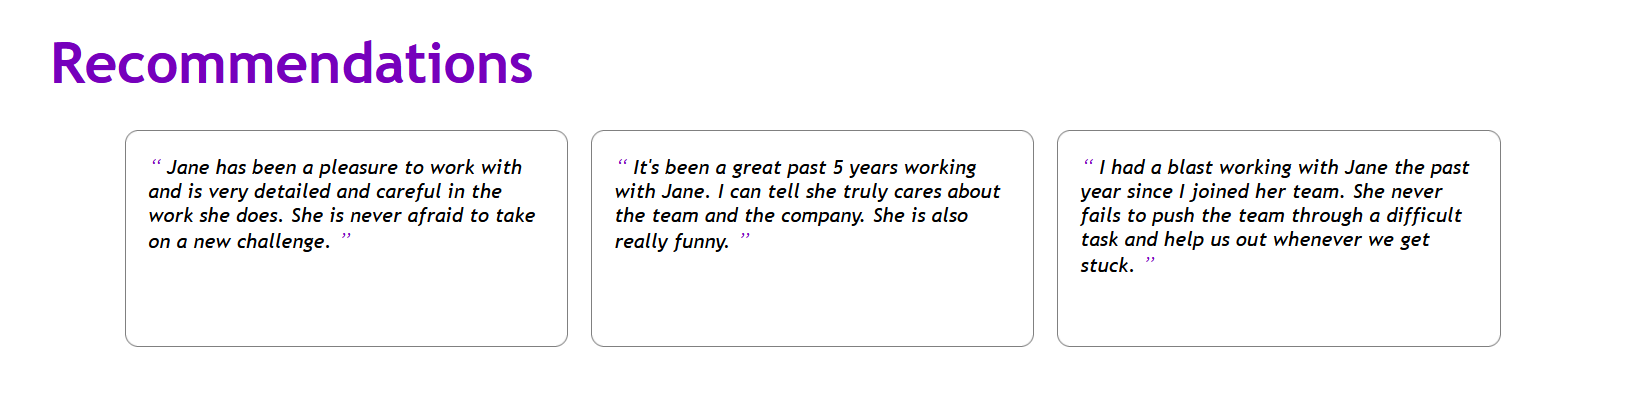 Recommendations
“ Jane has been a pleasure to work with
and is very detailed and careful in the
work she does. She is never afraid to take
on a new challenge. ”
“ It's been a great past 5 years working
with Jane. I can tell she truly cares about
the team and the company. She is also
really funny. ”
“ I had a blast working with Jane the past
year since I joined her team. She never
fails to push the team through a difficult
task and help us out whenever we get
stuck. ”